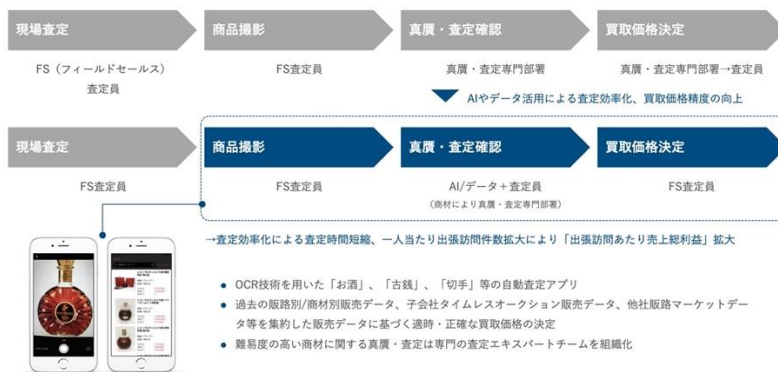 現場査定
商品撮影
真贋・査定確認
買取価格決定
FS（フィールドセールス）
査定員
FS査定員
真贋・査定専門部署
真贋・査定専門部署→査定員
AIやデータ活用による査定効率化、買取価格精度の向上
現場査定
商品撮影
真贋・査定確認
買取価格決定
FS査定員
FS査定員
AI/データ＋査定員
（商材により真贋・査定専門部署）
FS査定員
→査定効率化による査定時間短縮、一人当たり出張訪問件数拡大により「出張訪問あたり売上総利益」拡大
● OCR技術を用いた「お酒」、「古銭」、「切手」等の自動査定アプリ
● 過去の販路別/商材別販売データ、子会社タイムレスオークション販売データ、他社販路マーケットデー
タ等を集約した販売データに基づく適時・正確な買取価格の決定
● 難易度の高い商材に関する真贋・査定は専門の査定エキスパートチームを組織化